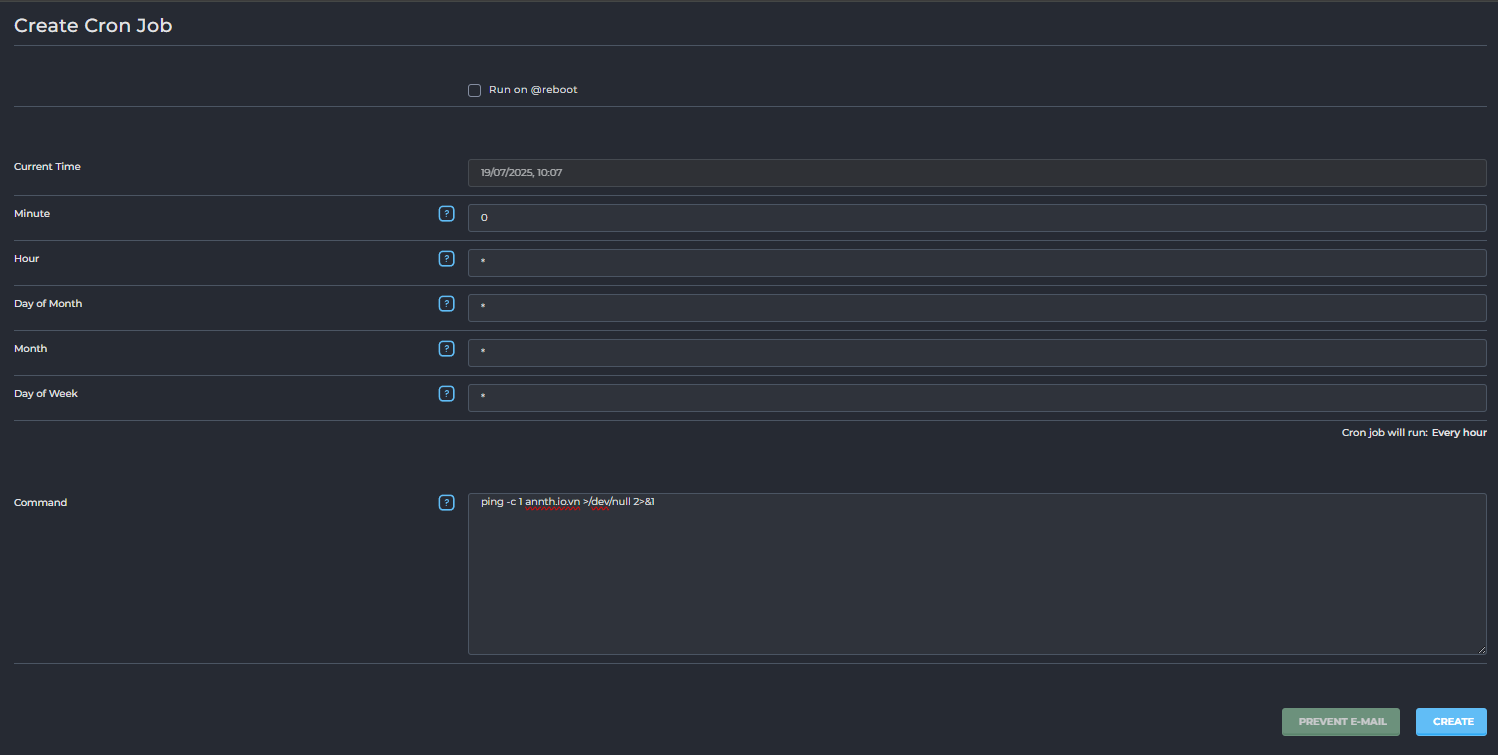 Create Cron Job
Run on @reboot
Current Time
19/07/2025, 10:07
Minute
?
0
Hour
?
*
Day of Month
?
*
Month
?
*
Day of Week
?
*
Cron job will run: Every hour
Command
?
ping -c 1 annth.io.vn >/dev/null 2>&1
PREVENT E-MAIL
CREATE